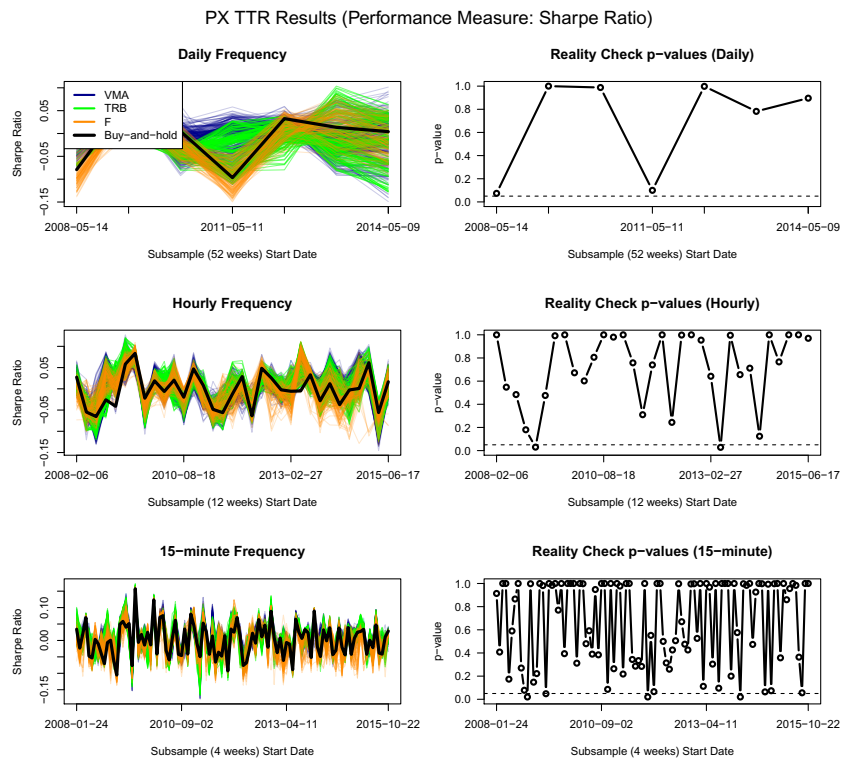 PX TTR Results (Performance Measure: Sharpe Ratio)
Daily Frequency
Sharpe Ratio
0.05
−0.05
−0.15
VMA
TRB
F
Buy−and−hold
2008−05−14
2011−05−11
2014−05−09
Subsample (52 weeks) Start Date
Reality Check p−values (Daily)
p−value
1.0
0.8
0.6
0.4
0.2
0.0
2008−05−14
2011−05−11
2014−05−09
Subsample (52 weeks) Start Date
Hourly Frequency
Sharpe Ratio
0.05
−0.05
−0.15
2008−02−06
2010−08−18
2013−02−27
2015−06−17
Subsample (12 weeks) Start Date
Reality Check p−values (Hourly)
p−value
1.0
0.8
0.6
0.4
0.2
0.0
2008−02−06
2010−08−18
2013−02−27
2015−06−17
Subsample (12 weeks) Start Date
15−minute Frequency
Sharpe Ratio
0.10
0.00
−0.15
2008−01−24
2010−09−02
2013−04−11
2015−10−22
Subsample (4 weeks) Start Date
Reality Check p−values (15−minute)
p−value
1.0
0.8
0.6
0.4
0.2
0.0
2008−01−24
2010−09−02
2013−04−11
2015−10−22
Subsample (4 weeks) Start Date